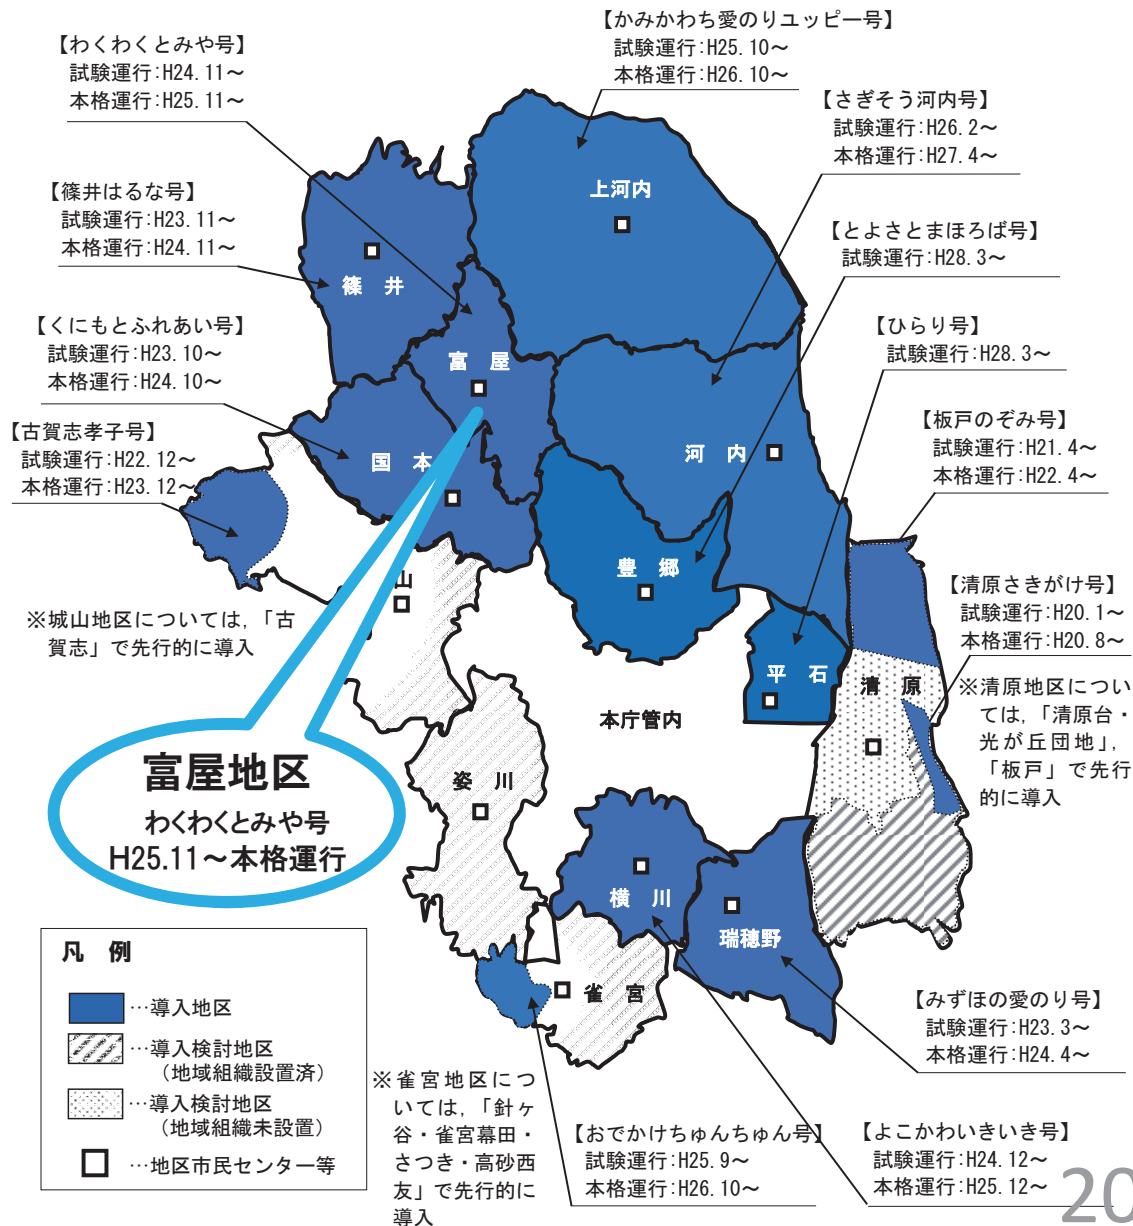 【わくわくとみや号】
試験運行:H24.11～
本格運行:H25.11～
【かみかわち愛のりユッピー号】
試験運行:H25.10～
本格運行:H26.10～
【さぎそう河内号】
試験運行:H26.2～
本格運行:H27.4～
【篠井はるな号】
試験運行:H23.11～
本格運行:H24.11～
【とよさとまほろば号】
試験運行:H28.3～
【くにもとふれあい号】
試験運行:H23.10～
本格運行:H24.10～
【ひらり号】
試験運行:H28.3～
【古賀志孝子号】
試験運行:H22.12～
本格運行:H23.12～
【板戸のぞみ号】
試験運行:H21.4～
本格運行:H22.4～
【清原さきがけ号】
試験運行:H20.1～
本格運行:H20.8～
上河内
篠 井
富 屋
国 本
河 内
豊 郷
山
平 石
清 原
本庁管内
姿 川
横 川
瑞穂野
雀 宮
※城山地区については,「古
賀志」で先行的に導入
※清原地区につい
ては,「清原台・
光が丘団地」,
「板戸」で先行
的に導入
富屋地区
わくわくとみや号
H25.11～本格運行
凡 例
…導入地区
…導入検討地区
(地域組織設置済)
…導入検討地区
(地域組織未設置)
…地区市民センター等
※雀宮地区につ
いては,「針ヶ
谷・雀宮幕田・
さつき・高砂西
友」で先行的に
導入
【みずほの愛のり号】
試験運行:H23.3～
本格運行:H24.4～
【おでかけちゅんちゅん号】
試験運行:H25.9～
本格運行:H26.10～
【よこかわいきいき号】
試験運行:H24.12～
本格運行:H25.12～
20